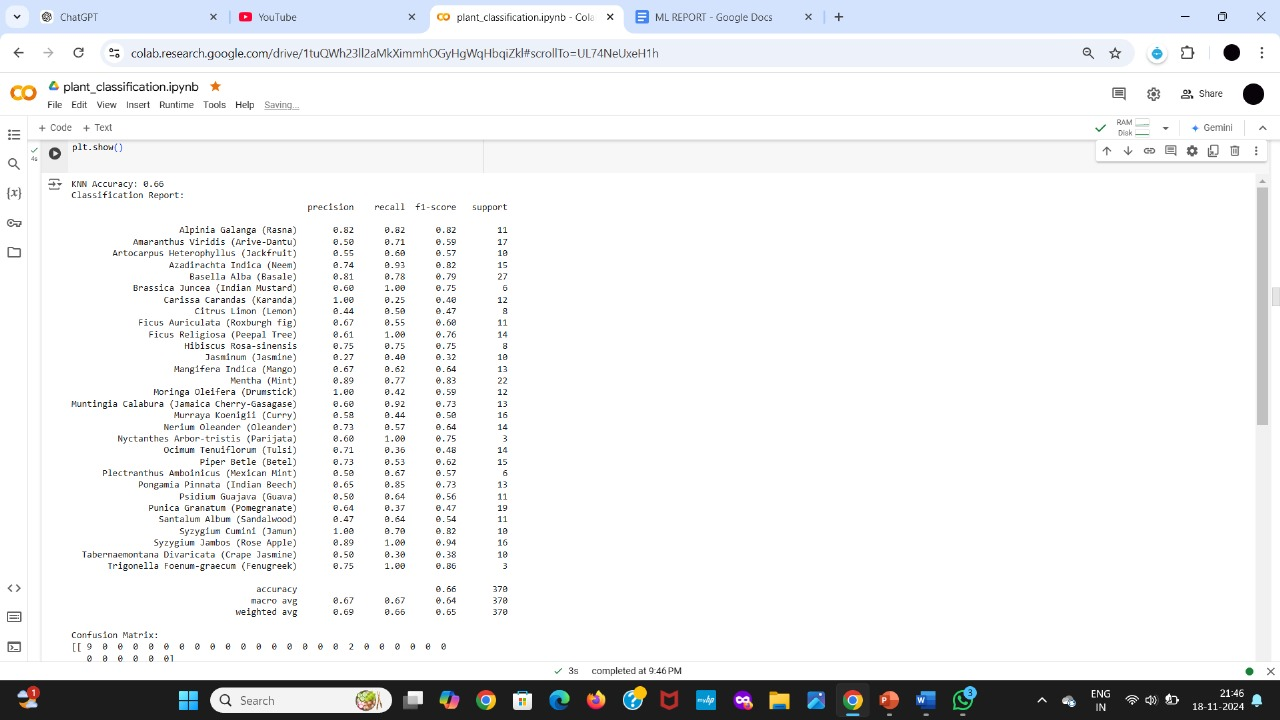 ChatGPT
YouTube
plant_classification.ipynb - Cola
ML REPORT - Google Docs
colab.research.google.com/drive/1tuQWh23ll2aMkXimmhOGyHgWqHbqiZkl#scrollTo=UL74NeUxeH1h
plant_classification.ipynb
File Edit View Insert Runtime Tools Help Saving...
Share
+ Code + Text
RAM
Disk
Gemini
plt.show()
4s
KNN Accuracy: 0.66
Classification Report:
precision recall f1-score support
Alpinia Galanga (Rasna) 0.82 0.82 0.82 11
Amaranthus Viridis (Arive-Dantu) 0.50 0.71 0.59 17
Artocarpus Heterophyllus (Jackfruit) 0.55 0.60 0.57 10
Azadirachta Indica (Neem) 0.74 0.93 0.82 15
Basella Alba (Basale) 0.81 0.78 0.79 27
Brassica Juncea (Indian Mustard) 0.60 1.00 0.75 6
Carissa Carandas (Karanda) 1.00 0.25 0.40 12
Citrus Limon (Lemon) 0.44 0.50 0.47 8
Ficus Auriculata (Roxburgh fig) 0.67 0.55 0.60 11
Ficus Religiosa (Peepal Tree) 0.61 1.00 0.76 14
Hibiscus Rosa-sinensis 0.75 0.75 0.75 8
Jasminum (Jasmine) 0.27 0.40 0.32 10
Mangifera Indica (Mango) 0.67 0.62 0.64 13
Mentha (Mint) 0.89 0.77 0.83 22
Moringa Oleifera (Drumstick) 1.00 0.42 0.59 12
Muntingia Calabura (Jamaica Cherry-Gasagase) 0.60 0.92 0.73 13
Murraya Koenigii (Curry) 0.58 0.44 0.50 16
Nerium Oleander (Oleander) 0.73 0.57 0.64 14
Nyctanthes Arbor-tristis (Parijata) 0.60 1.00 0.75 3
Ocimum Tenuiflorum (Tulsi) 0.71 0.36 0.48 14
Piper Betle (Betel) 0.73 0.53 0.62 15
Plectranthus Amboinicus (Mexican Mint) 0.50 0.67 0.57 6
Pongamia Pinnata (Indian Beech) 0.65 0.85 0.73 13
Psidium Guajava (Guava) 0.50 0.64 0.56 11
Punica Granatum (Pomegranate) 0.64 0.37 0.47 19
Santalum Album (Sandalwood) 0.47 0.64 0.54 11
Syzygium Cumini (Jamun) 1.00 0.70 0.82 10
Syzygium Jambos (Rose Apple) 0.89 1.00 0.94 16
Tabernaemontana Divaricata (Crape Jasmine) 0.50 0.30 0.38 10
Trigonella Foenum-graecum (Fenugreek) 0.75 1.00 0.86 3
accuracy 0.66 370
macro avg 0.67 0.67 0.64 370
weighted avg 0.69 0.66 0.65 370
Confusion Matrix:
[[ 9 0 0 0 0 0 0 0 0 0 0 0 0 0 0 0 0 2 0 0 0 0 0 0
0 0 0 0 0 0]
3s completed at 9:46 PM
1
Search
3
ENG
IN
21:46
18-11-2024